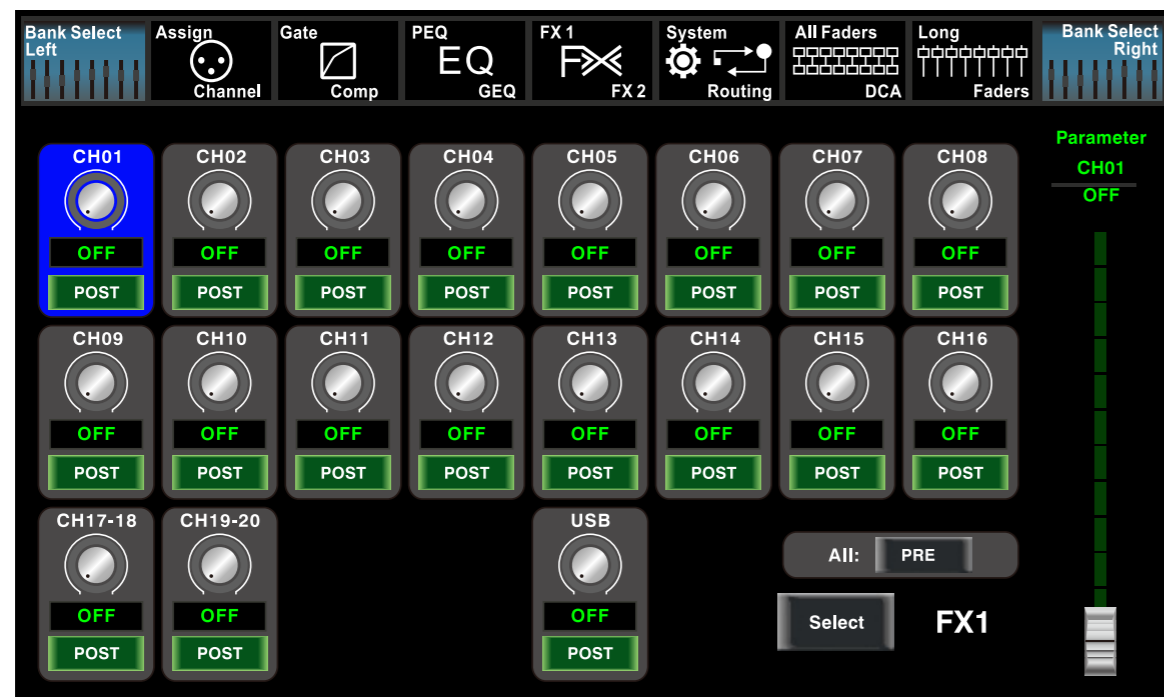 Bank Select
Left
Assign
Channel
Gate
Comp
PEQ
EQ
GEQ
FX 1
FX
FX 2
System
Routing
All Faders
DCA
Long
Faders
Bank Select
Right
Parameter
CH01
OFF
CH01 CH02 CH03 CH04 CH05 CH06 CH07 CH08
OFF OFF OFF OFF OFF OFF OFF OFF
POST POST POST POST POST POST POST POST
CH09 CH10 CH11 CH12 CH13 CH14 CH15 CH16
OFF OFF OFF OFF OFF OFF OFF OFF
POST POST POST POST POST POST POST POST
CH17-18 CH19-20 USB
OFF OFF OFF
POST POST POST
All: PRE
Select FX1